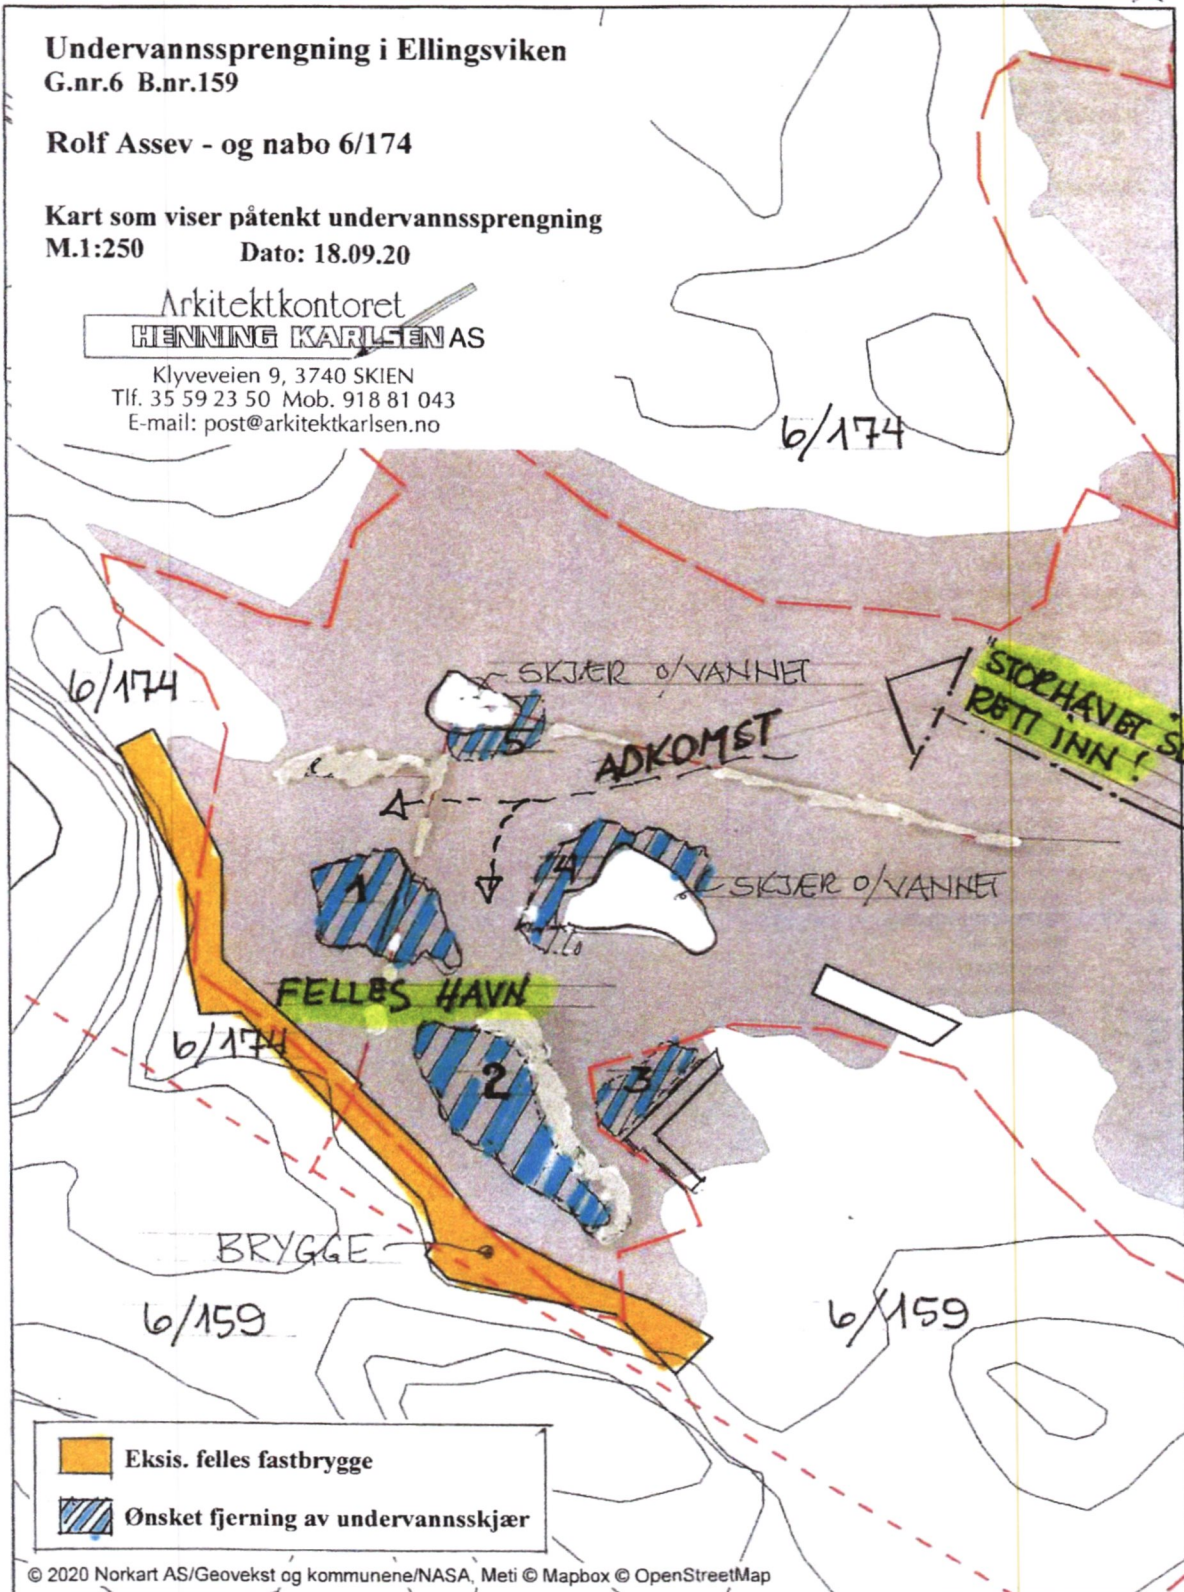 Undervannssprengning i Ellingsviken
G.nr.6 B.nr.159
Rolf Assev - og nabo 6/174
Kart som viser påtenkt undervannssprengning
M.1:250 Dato: 18.09.20
Arkitektkontoret
HENNING KARLSEN AS
Klyveveien 9, 3740 SKIEN
Tlf. 35 59 23 50 Mob. 918 81 043
E-mail: post@arkitektkarlsen.no
6/174
6/174
SKJÆR O/VANNET
"STORHAVET"
RETT INN!
5
ADKOMST
1
4
SKJÆR O/VANNET
FELLES HAVN
6/174
2
3
BRYGGE
6/159
6/159
Eksis. felles fastbrygge
Ønsket fjerning av undervannsskjær
© 2020 Norkart AS/Geovekst og kommunene/NASA, Meti © Mapbox © OpenStreetMap